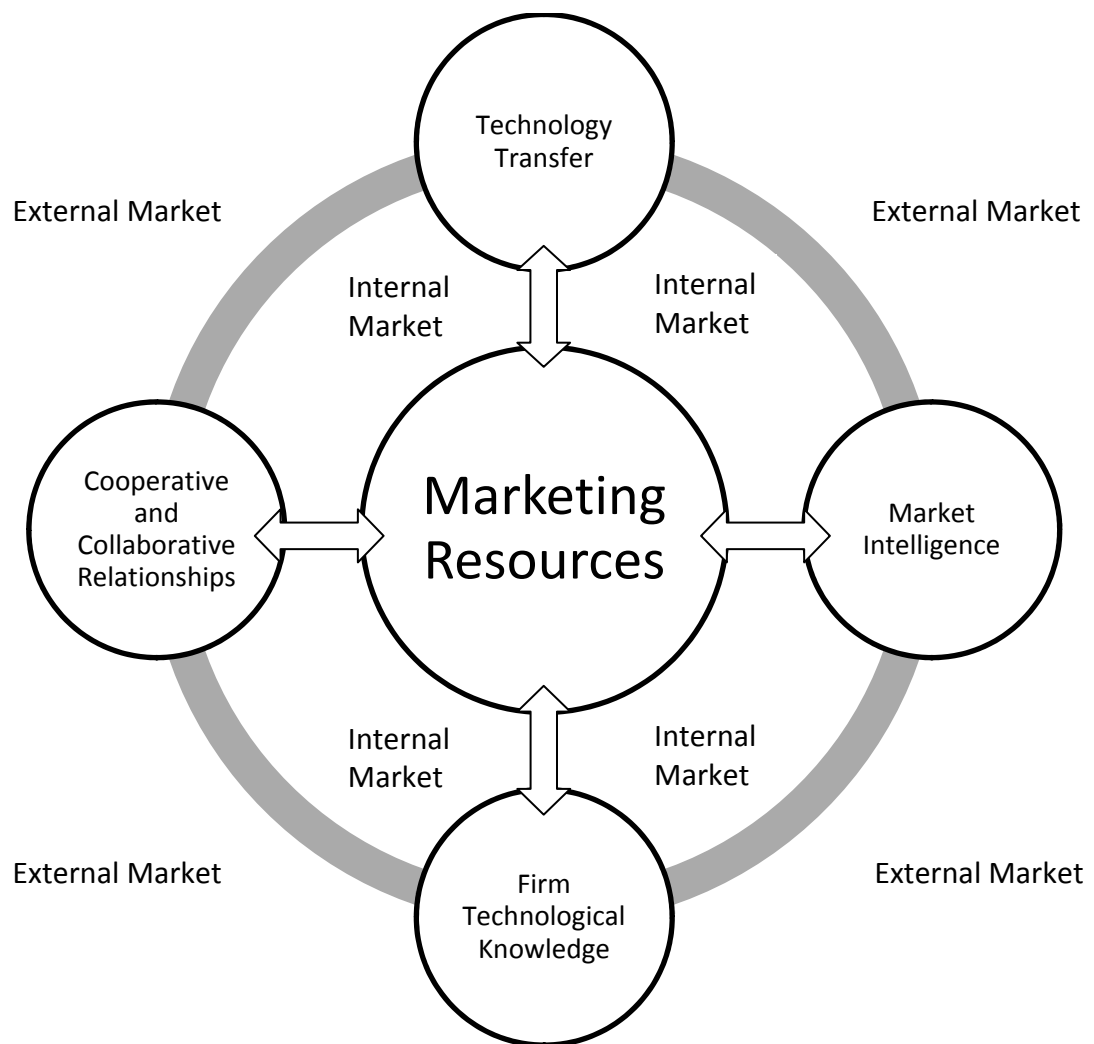 Technology
Transfer
External Market
External Market
Internal
Market
Internal
Market
Cooperative
and
Collaborative
Relationships
Marketing
Resources
Market
Intelligence
Internal
Market
Internal
Market
External Market
External Market
Firm
Technological
Knowledge